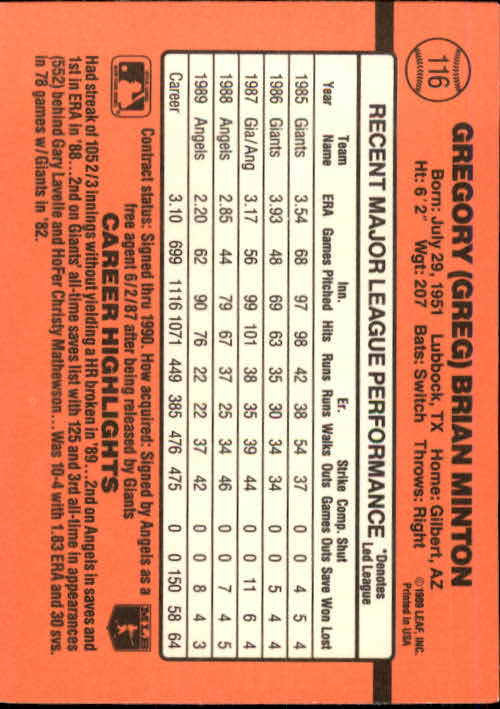 116
GREGORY (GREG) BRIAN MINTON
Born: July 29, 1951 Lubbock, TX Home: Gilbert, AZ
Ht: 6'2" Wgt: 207 Bats: Switch Throws: Right
©1989 LEAF, INC.
Printed in USA
RECENT MAJOR LEAGUE PERFORMANCE
*Denotes
Led League
Team Inn. Er. Strike Comp. Shut
Year Name ERA Games Pitched Hits Runs Runs Walks Outs Games Outs Save Won Lost
1985 Giants 3.54 68 97 98 42 38 54 37 0 0 4 5 4
1986 Giants 3.93 48 69 63 35 30 34 34 0 0 5 4 4
1987 Gia/Ang 3.17 56 99 101 38 35 39 44 0 0 11 6 4
1988 Angels 2.85 44 79 67 37 25 34 46 0 0 7 4 5
1989 Angels 2.20 62 90 76 22 22 37 42 0 0 8 4 3
Career 3.10 699 1116 1071 449 385 476 475 0 0 150 58 64
Contract status: Signed thru 1990. How acquired: Signed by Angels as a
free agent 6/2/87 after being released by Giants
CAREER HIGHLIGHTS
Had streak of 105 2/3 innings without yielding a HR broken in '89...2nd on Angels in saves and
1st in ERA in '88...2nd on Giants' all-time saves list with 125 and 3rd all-time in appearances
(552) behind Gary Lavelle and HoFer Christy Mathewson...Was 10-4 with 1.83 ERA and 30 svs.
in 78 games w/Giants in '82.